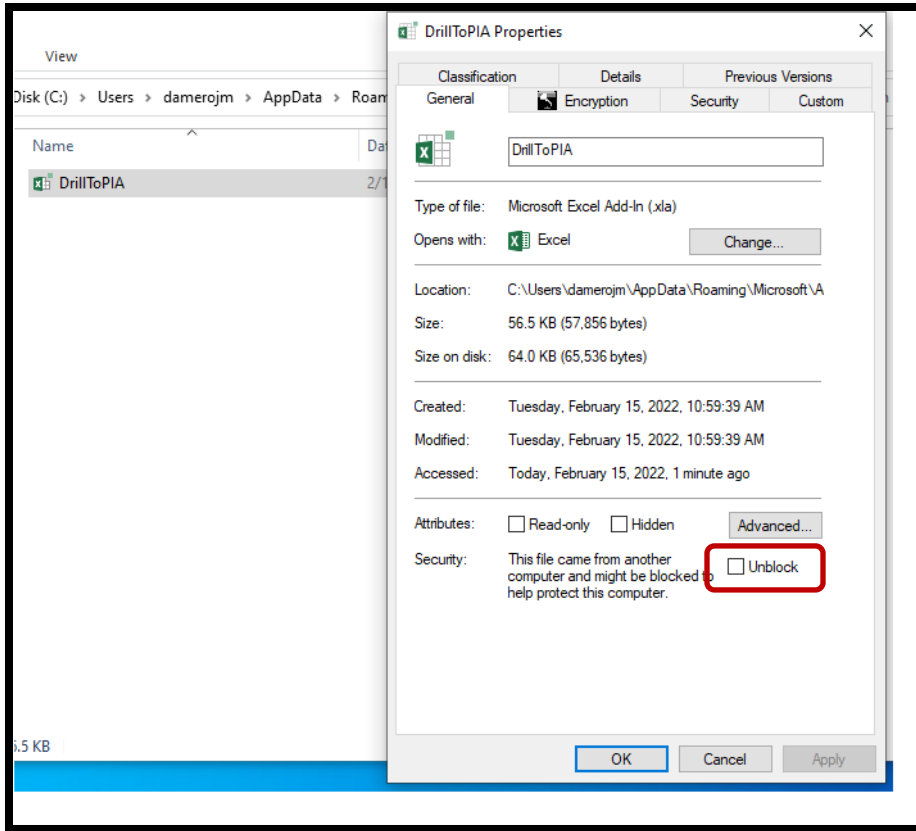 DrillToPIA Properties
View
Classification Details Previous Versions
Disk (C:) > Users > damerojm > AppData > Roam
General Encryption Security Custom
Name Da
DrillToPIA
DrillToPIA 2/1
Type of file: Microsoft Excel Add-In (.xla)
Opens with: Excel Change...
Location: C:\Users\damerojm\AppData\Roaming\Microsoft\A
Size: 56.5 KB (57,856 bytes)
Size on disk: 64.0 KB (65,536 bytes)
Created: Tuesday, February 15, 2022, 10:59:39 AM
Modified: Tuesday, February 15, 2022, 10:59:39 AM
Accessed: Today, February 15, 2022, 1 minute ago
Attributes: Read-only Hidden Advanced...
Security: This file came from another
computer and might be blocked to
help protect this computer.
Unblock
5.5 KB
OK Cancel Apply